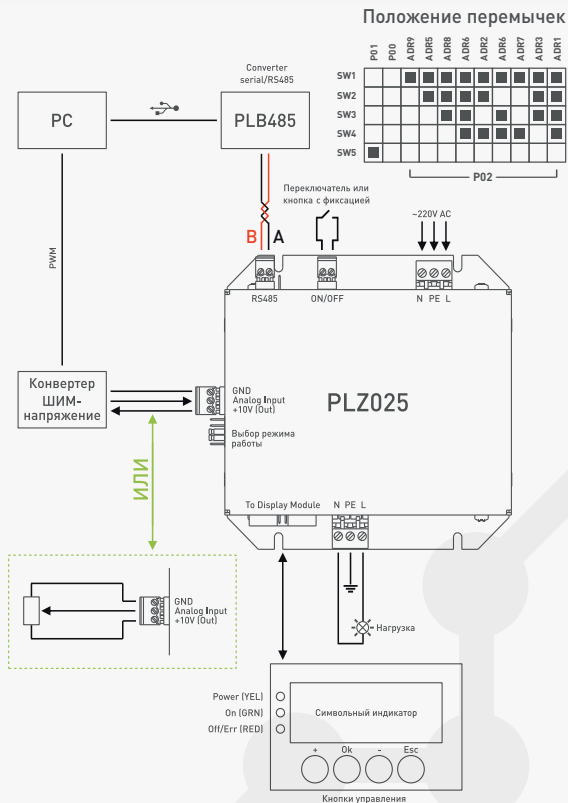 Положение перемычек
P01 P00 ADR9 ADR5 ADR8 ADR6 ADR2 ADR6 ADR7 ADR3 ADR1
SW1
SW2
SW3
SW4
SW5
P02
Converter
serial/RS485
PC
PLB485
PWM
B A
Переключатель или
кнопка с фиксацией
~220V AC
RS485
ON/OFF
N PE L
Конвертер
ШИМ-
напряжение
GND
Analog Input
+10V (Out)
Выбор режима
работы
PLZ025
ИЛИ
To Display Module
N PE L
GND
Analog Input
+10V (Out)
Нагрузка
Power (YEL)
On (GRN)
Off/Err (RED)
Символьный индикатор
+ Ok - Esc
Кнопки управления